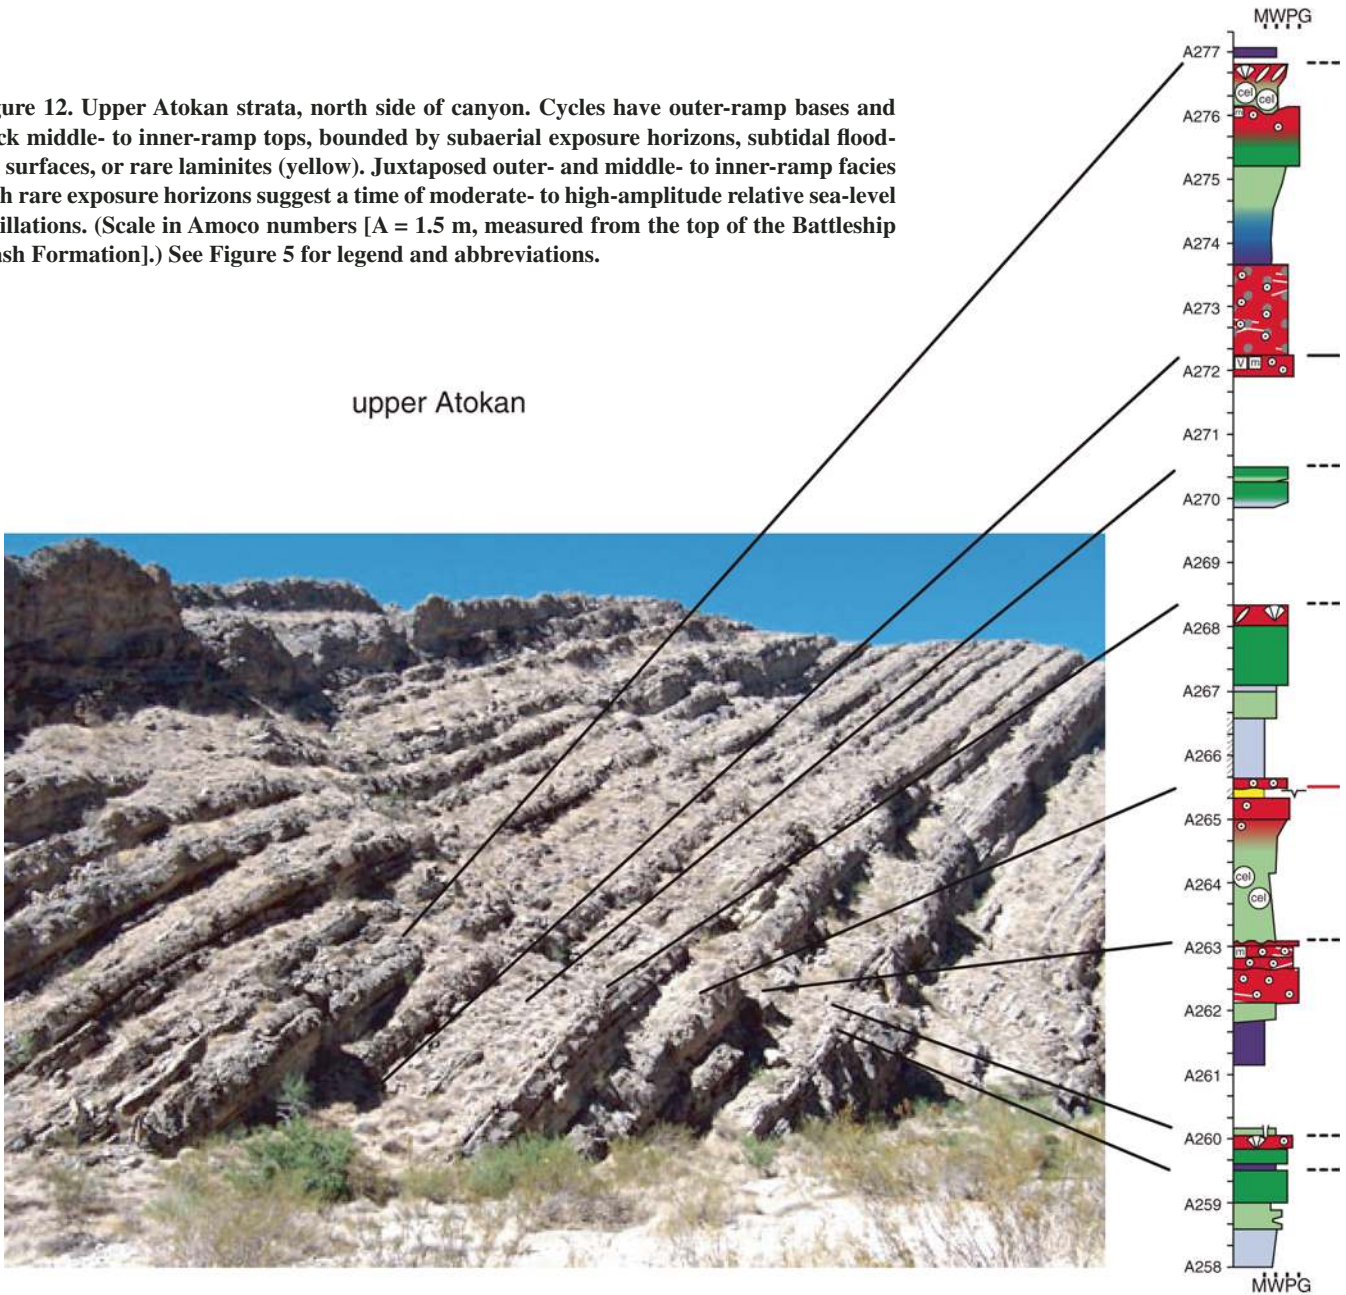 MWPG
A277
gure 12. Upper Atokan strata, north side of canyon. Cycles have outer-ramp bases and
ck middle- to inner-ramp tops, bounded by subaerial exposure horizons, subtidal flood-
surfaces, or rare laminites (yellow). Juxtaposed outer- and middle- to inner-ramp facies
h rare exposure horizons suggest a time of moderate- to high-amplitude relative sea-level
illations. (Scale in Amoco numbers [A = 1.5 m, measured from the top of the Battleship
ash Formation].) See Figure 5 for legend and abbreviations.
cel
cel
A276
m
A275
A274
A273
V m
A272
upper Atokan
A271
A270
A269
A268
A267
A266
A265
cel
A264
cel
A263
m
A262
A261
A260
A259
A258
MWPG